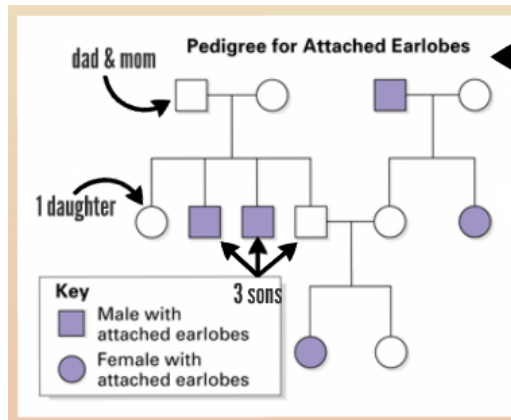 Pedigree for Attached Earlobes
dad & mom
1 daughter
3 sons
Key
Male with
attached earlobes
Female with
attached earlobes